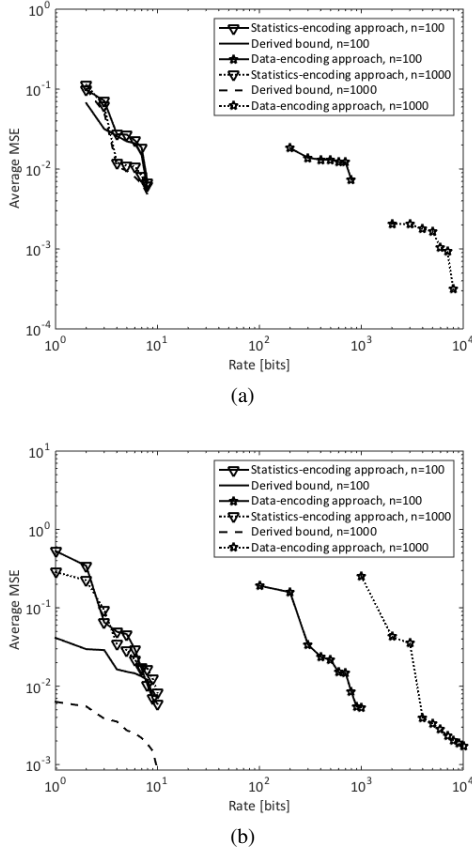 10^0
10^-1
10^-2
10^-3
10^-4
Average MSE
Statistics-encoding approach, n=100
Derived bound, n=100
Data-encoding approach, n=100
Statistics-encoding approach, n=1000
Derived bound, n=1000
Data-encoding approach, n=1000
10^0 10^1 10^2 10^3 10^4
Rate [bits]
(a)
10^1
10^0
10^-1
10^-2
10^-3
Average MSE
Statistics-encoding approach, n=100
Derived bound, n=100
Data-encoding approach, n=100
Statistics-encoding approach, n=1000
Derived bound, n=1000
Data-encoding approach, n=1000
10^0 10^1 10^2 10^3 10^4
Rate [bits]
(b)